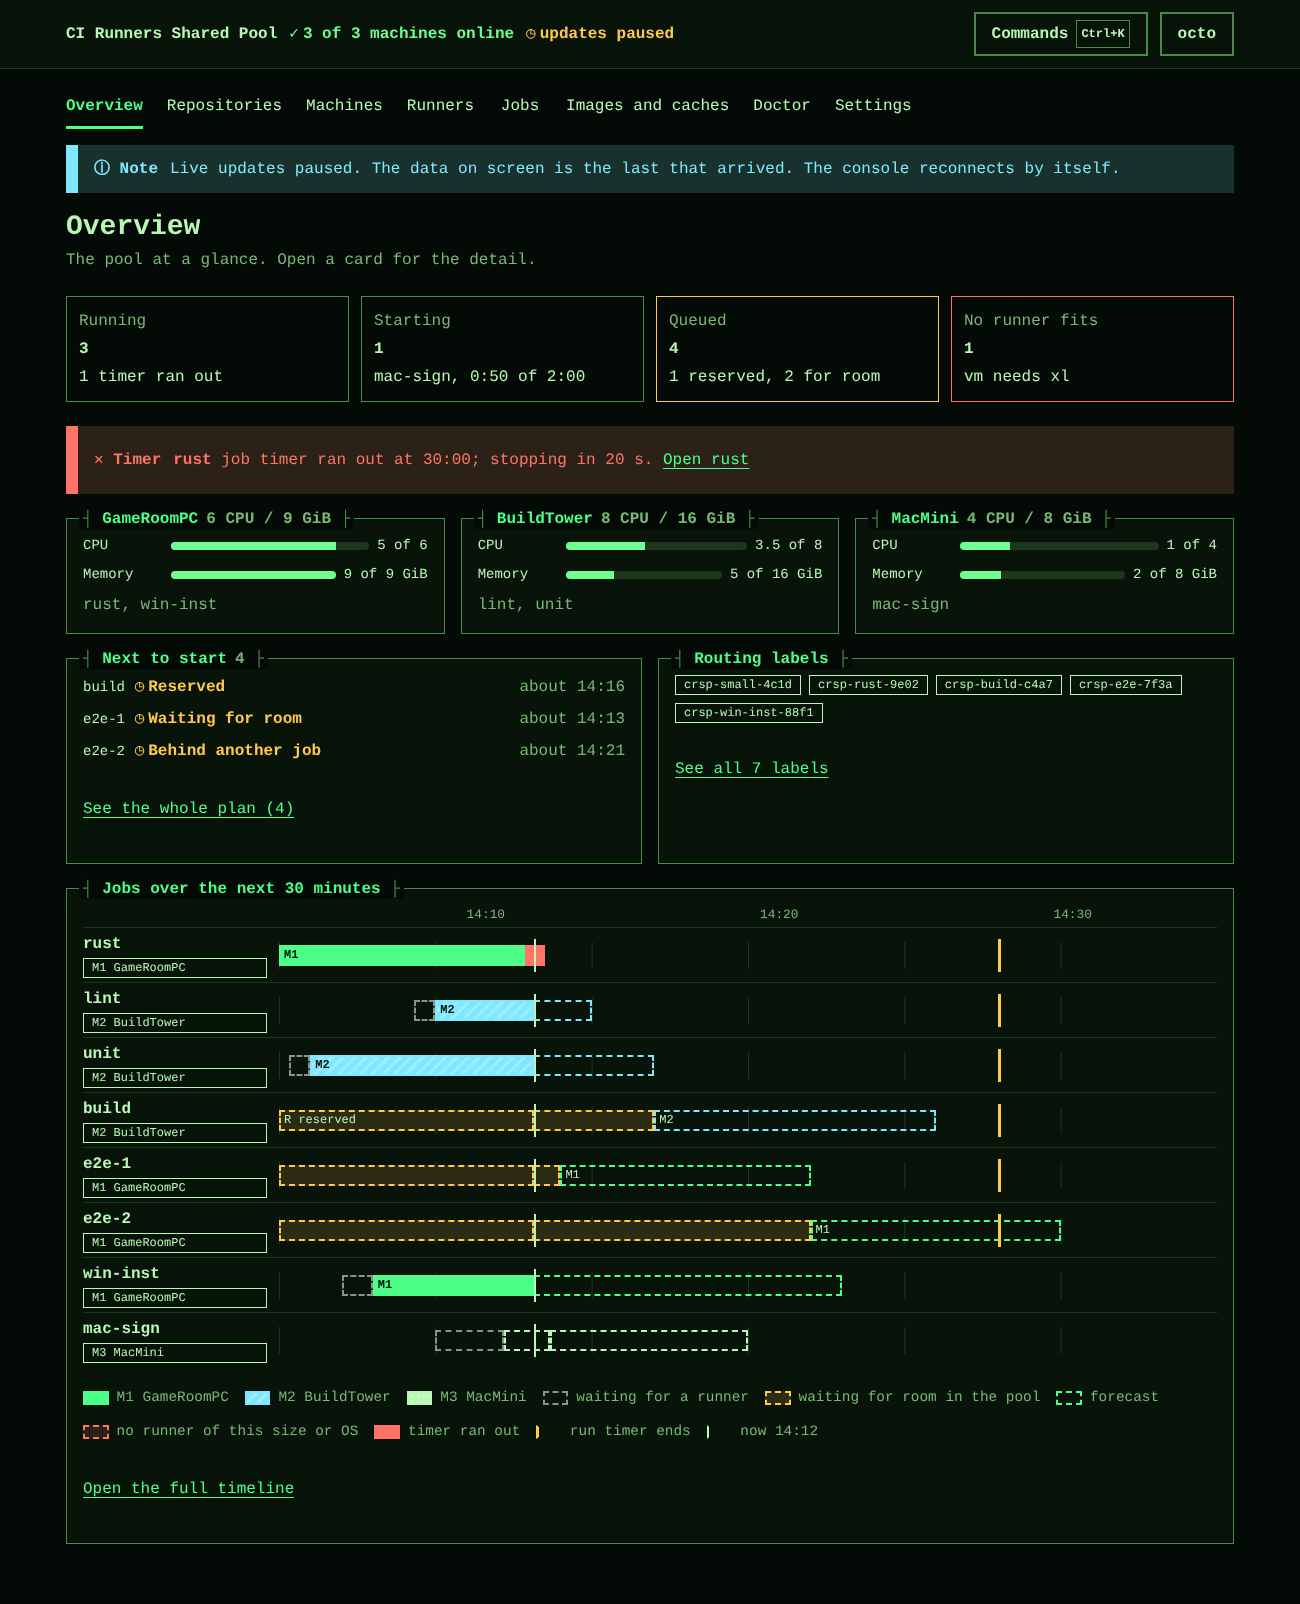 CI Runners Shared Pool ✓ 3 of 3 machines online ◷ updates paused
Commands Ctrl+K octo
Overview Repositories Machines Runners Jobs Images and caches Doctor Settings
ⓘ Note Live updates paused. The data on screen is the last that arrived. The console reconnects by itself.
Overview
The pool at a glance. Open a card for the detail.
Running
3
1 timer ran out
Starting
1
mac-sign, 0:50 of 2:00
Queued
4
1 reserved, 2 for room
No runner fits
1
vm needs xl
× Timer rust job timer ran out at 30:00; stopping in 20 s. Open rust
GameRoomPC 6 CPU / 9 GiB
CPU 5 of 6
Memory 9 of 9 GiB
rust, win-inst
BuildTower 8 CPU / 16 GiB
CPU 3.5 of 8
Memory 5 of 16 GiB
lint, unit
MacMini 4 CPU / 8 GiB
CPU 1 of 4
Memory 2 of 8 GiB
mac-sign
Next to start 4
build ◷ Reserved about 14:16
e2e-1 ◷ Waiting for room about 14:13
e2e-2 ◷ Behind another job about 14:21
See the whole plan (4)
Routing labels
crsp-small-4c1d crsp-rust-9e02 crsp-build-c4a7 crsp-e2e-7f3a
crsp-win-inst-88f1
See all 7 labels
Jobs over the next 30 minutes
14:10 14:20 14:30
rust
M1 GameRoomPC
M1
lint
M2 BuildTower
M2
unit
M2 BuildTower
M2
build
M2 BuildTower
R reserved M2
e2e-1
M1 GameRoomPC
M1
e2e-2
M1 GameRoomPC
M1
win-inst
M1 GameRoomPC
M1
mac-sign
M3 MacMini
M1 GameRoomPC M2 BuildTower M3 MacMini waiting for a runner waiting for room in the pool forecast
no runner of this size or OS timer ran out run timer ends now 14:12
Open the full timeline